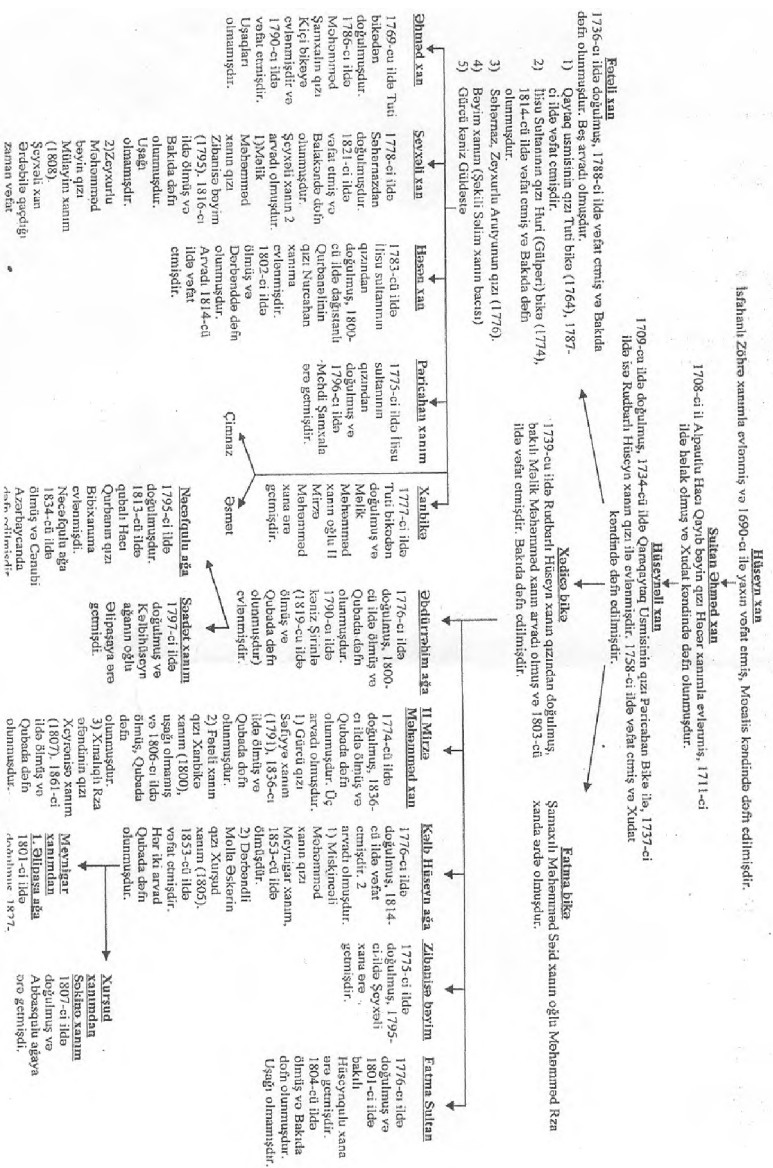 Hüseyn xan
İsfahanlı Zöhrə xanımla evlənmiş və 1690-cı ilə yaxın vəfat etmiş, Məcalis kəndində dəfn edilmişdir.
Sultan Əhməd xan
1708-ci il Alpautlu Hacı Qayıb bəyin qızı Həcər xanımla evlənmiş, 1711-ci
ildə həlak olmuş və Xudat kəndində dəfn olunmuşdur.
Hüseynəli xan
1709-cu ildə doğulmuş, 1734-cü ildə Qaraqaytaq Usmisinin qızı Pəricahan Bikə ilə, 1737-ci
ildə isə Rudbarlı Hüseyn xanın qızı ilə evlənmişdir. 1758-ci ildə vəfat etmiş və Xudat
kəndində dəfn edilmişdir.
Fətəli xan
1736-cı ildə doğulmuş, 1788-ci ildə vəfat etmiş və Bakıda
dəfn olunmuşdur. Beş arvadı olmuşdur.
1) Qaytaq usmisinin qızı Tuti bikə (1764), 1787-
ci ildə vəfat etmişdir.
2) İlisu Sultanının qızı Huri (Gülpəri) bikə (1774),
1814-cü ildə vəfat etmiş və Bakıda dəfn
olunmuşdur.
3) Səhərnaz, Zeyxurlu Arutyunun qızı (1776),
4) Bəyim xanım (Şəkili Səlim xanın bacısı)
5) Gürcü kəniz Güldəstə
Xədicə bikə
1739-cu ildə Rudbarlı Hüseyn xanın qızından doğulmuş,
bakılı Məlik Məhəmməd xanın arvadı olmuş və 1803-cü
ildə vəfat etmişdir. Bakıda dəfn edilmişdir.
Fatma bikə
Şamaxılı Məhəmməd Səid xanın oğlu Məhəmməd Rza
xanda ərdə olmuşdur.
Əhməd xan
1769-cu ildə Tuti
bikədən
doğulmuşdur.
1786-cı ildə
Məhəmməd
Şamxalın qızı
Kiçi bikəyə
evlənmişdir və
1790-cı ildə
vəfat etmişdir.
Uşaqları
olmamışdır.
Şeyxəli xan
1778-ci ildə
Səhərnazdan
doğulmuşdur.
1821-ci ildə
vəfat etmiş və
Balakəndə dəfn
olunmuşdur.
Şeyxəli xanın 2
arvadı olmuşdur.
1)Məlik
Məhəmməd
xanın qızı
Zibanisə bəyim
(1795). 1816-cı
ildə ölmüş və
Bakıda dəfn
olunmuşdur.
Uşağı
olmamışdır.
2)Zeyxurlu
Məhəmməd
bəyin qızı
Mülayim xanım
(1808).
Şeyxəli xan
Ərdəbilə qaçdığı
zaman vəfat
Həsən xan
1783-cü ildə
İlisu sultanının
qızından
doğulmuş, 1800-
cü ildə dağıstanlı
Qurbanəlinin
qızı Nurcahan
xanıma
evlənmişdir.
1802-ci ildə
ölmüş və
Dərbənddə dəfn
olunmuşdur.
Arvadı 1814-cü
ildə vəfat
etmişdir.
Pəricahan xanım
1775-ci ildə İlisu
sultanının
qızından
doğulmuş və
1796-cı ildə
Mehdi Şamxala
ərə getmişdir.
Xanbikə
1777-ci ildə
Tuti bikədən
doğulmuş və
Məlik
Məhəmməd
xanın oğlu II
Mirzə
Məhəmməd
xana ərə
getmişdir.
Çimnaz
Əsmət
Əbdürrəhim ağa
1776-cı ildə
doğulmuş, 1800-
cü ildə ölmüş və
Qubada dəfn
olunmuşdur.
1790-cı ildə
kəniz Şirinlə
(1819-cu ildə
ölmüş və
Qubada dəfn
olunmuşdur)
evlənmişdir.
Nəcəfqulu ağa
1795-ci ildə
doğulmuşdur.
1813-cü ildə
qubalı Hacı
Qurbanın qızı
Bibixanıma
evlənmişdi.
Nəcəfqulu ağa
1834-cü ildə
ölmüş və Cənubi
Azərbaycanda
dəfn edilmişdir
Səadət xanım
1797-ci ildə
doğulmuş və
Kəlbihüseyn
ağanın oğlu
Əlipaşaya ərə
getmişdi.
II Mirzə
Məhəmməd xan
1774-cü ildə
doğulmuş, 1836-
cı ildə ölmüş və
Qubada dəfn
olunmuşdur. Üç
arvadı olmuşdur.
1) Gürcü qızı
Səfiyyə xanım
(1791), 1836-cı
ildə ölmüş və
Qubada dəfn
olunmuşdur.
2) Fətəli xanın
qızı Xanbikə
xanım (1800),
uşağı olmamış
və 1806-cı ildə
ölmüş, Qubada
dəfn
olunmuşdur.
3) Xınalıqlı Rza
əfəndinin qızı
Xeyrənisə xanım
(1807). 1861-ci
ildə ölmüş və
Qubada dəfn
olunmuşdur.
Kəlb Hüseyn ağa
1776-cı ildə
doğulmuş, 1814-
cü ildə vəfat
etmişdir. 2
arvadı olmuşdur.
1) Miskincəli
Məhəmməd
xanın qızı
Meynigar xanım,
1853-cü ildə
ölmüşdür.
2) Dərbəndli
Molla Əskərin
qızı Xurşud
xanım (1805).
1853-cü ildə
vəfat etmişdir.
Hər iki arvad
Qubada dəfn
olunmuşdur.
Meynigar
xanımdan
1. Əlipaşa ağa
1801-ci ildə
doğulmuş 1827-
Xurşud
xanımdan
Səkinə xanım
1807-ci ildə
doğulmuş və
Abbasqulu ağaya
ərə getmişdi.
Zibanisə bəyim
1775-ci ildə
doğulmuş, 1795-
ci ildə Şeyxəli
xana ərə
getmişdir.
Fatma Sultan
1776-cı ildə
doğulmuş və
1801-ci ildə
bakılı
Hüseynqulu xana
ərə getmişdir.
1804-cü ildə
ölmüş və Bakıda
dəfn olunmuşdur.
Uşağı olmamışdır.